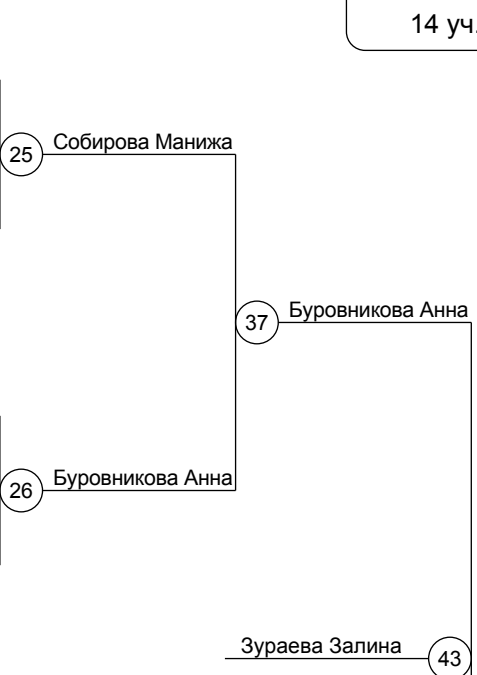 14 уч.
25 Собирова Манижа
37 Буровникова Анна
26 Буровникова Анна
Зураева Залина 43